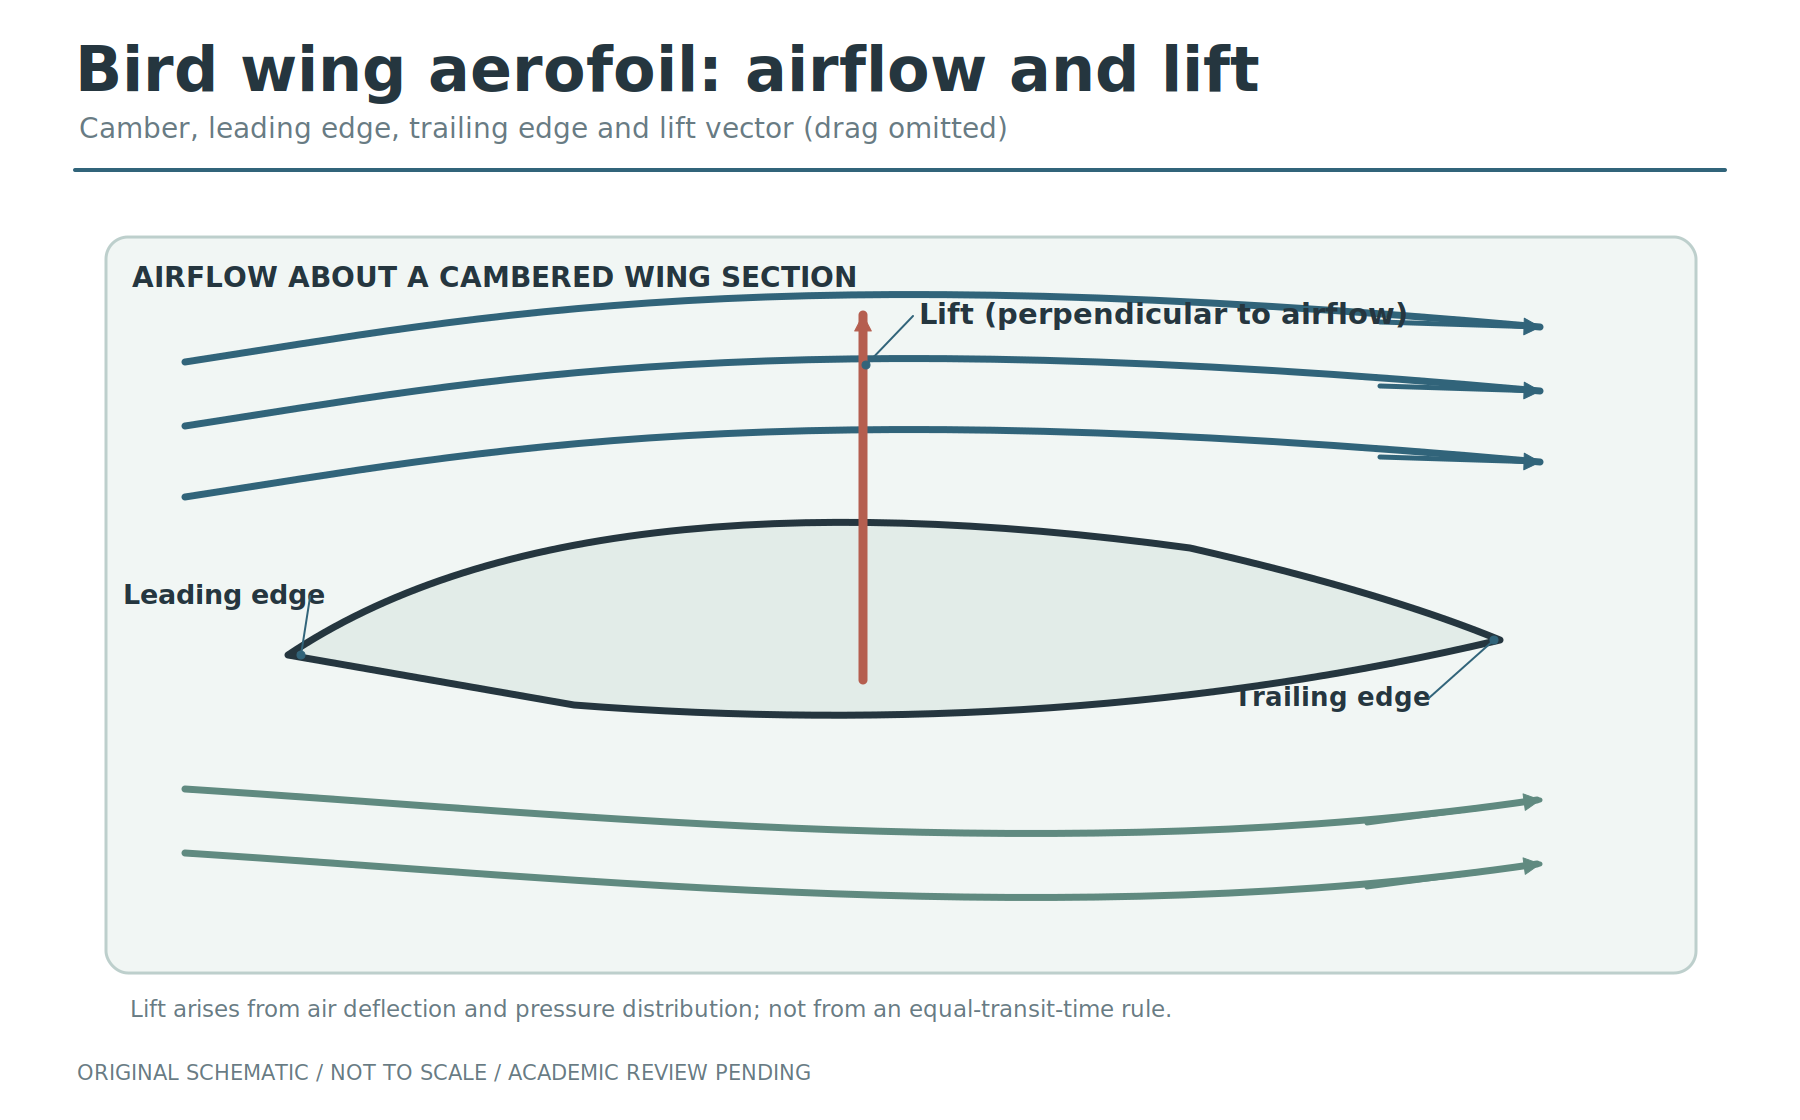 Bird wing aerofoil: airflow and lift
Camber, leading edge, trailing edge and lift vector (drag omitted)
AIRFLOW ABOUT A CAMBERED WING SECTION
Lift (perpendicular to airflow)
Leading edge
Trailing edge
Lift arises from air deflection and pressure distribution; not from an equal-transit-time rule.
ORIGINAL SCHEMATIC / NOT TO SCALE / ACADEMIC REVIEW PENDING